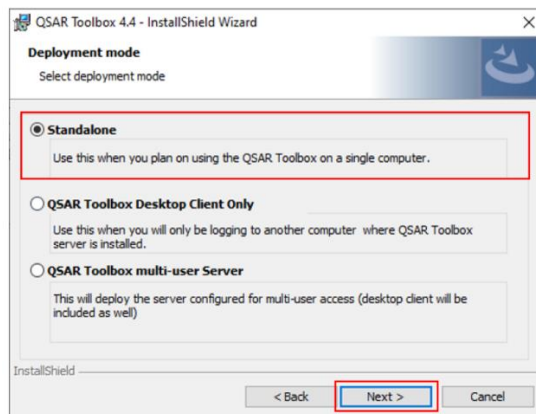 QSAR Toolbox 4.4 - InstallShield Wizard
Deployment mode
Select deployment mode
Standalone
Use this when you plan on using the QSAR Toolbox on a single computer.
QSAR Toolbox Desktop Client Only
Use this when you will only be logging to another computer where QSAR Toolbox
server is installed.
QSAR Toolbox multi-user Server
This will deploy the server configured for multi-user access (desktop client will be
included as well)
InstallShield
< Back Next > Cancel